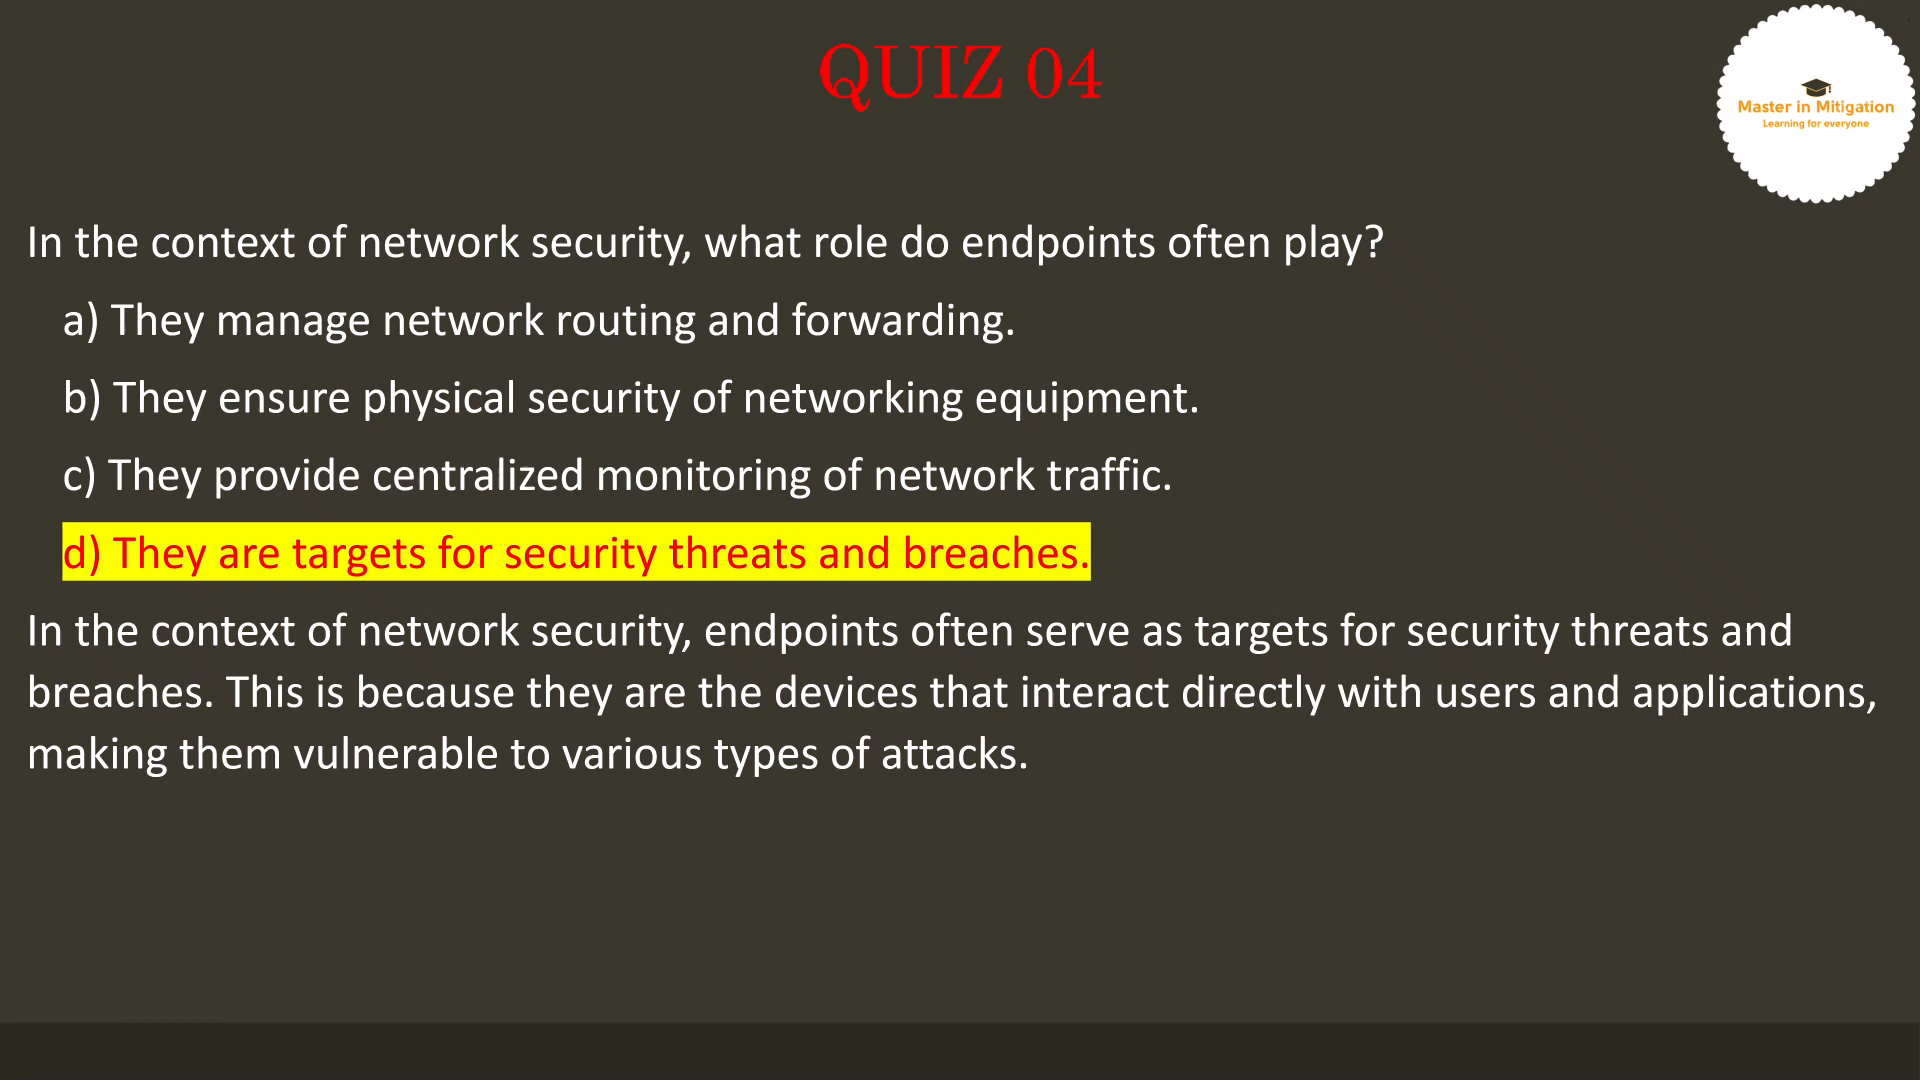 QUIZ 04
Master in Mitigation
Learning for everyone
In the context of network security, what role do endpoints often play?
a) They manage network routing and forwarding.
b) They ensure physical security of networking equipment.
c) They provide centralized monitoring of network traffic.
d) They are targets for security threats and breaches.
In the context of network security, endpoints often serve as targets for security threats and
breaches. This is because they are the devices that interact directly with users and applications,
making them vulnerable to various types of attacks.